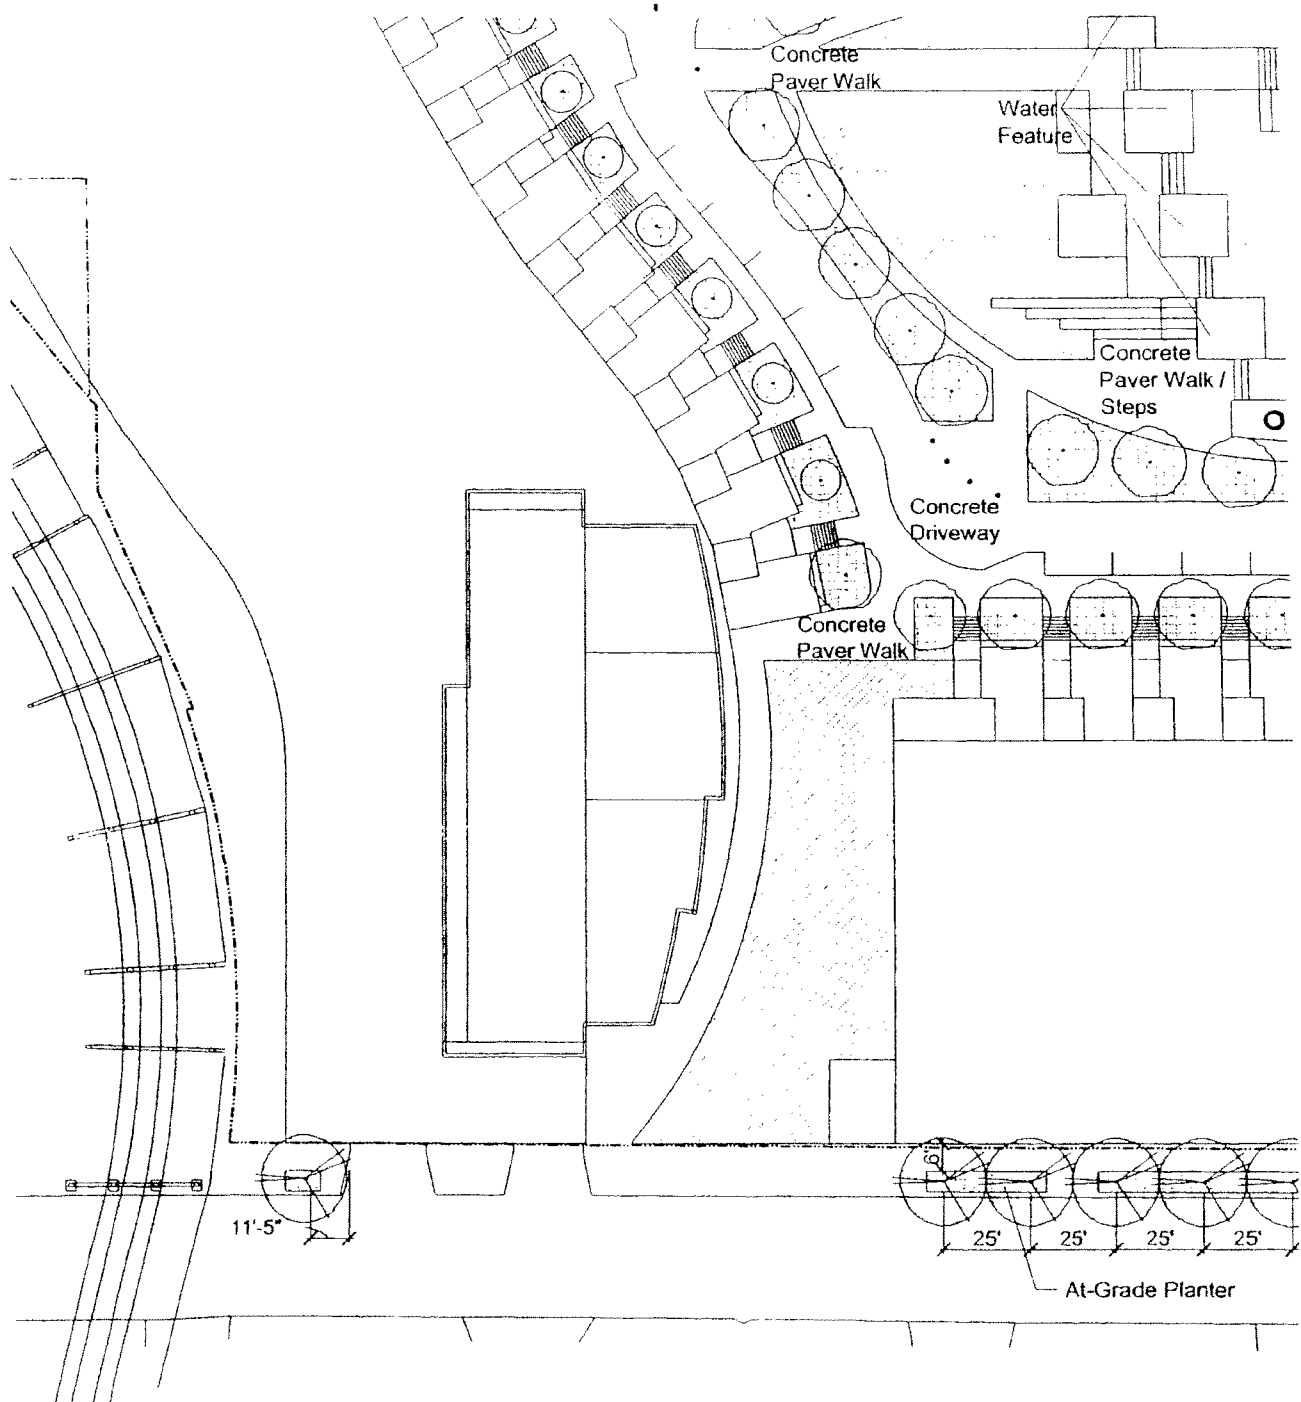 Concrete
Paver Walk
Water
Feature
Concrete
Paver Walk /
Steps
Concrete
Driveway
Concrete
Paver Walk
6'
11'-5"
25'
25'
25'
25'
At-Grade Planter